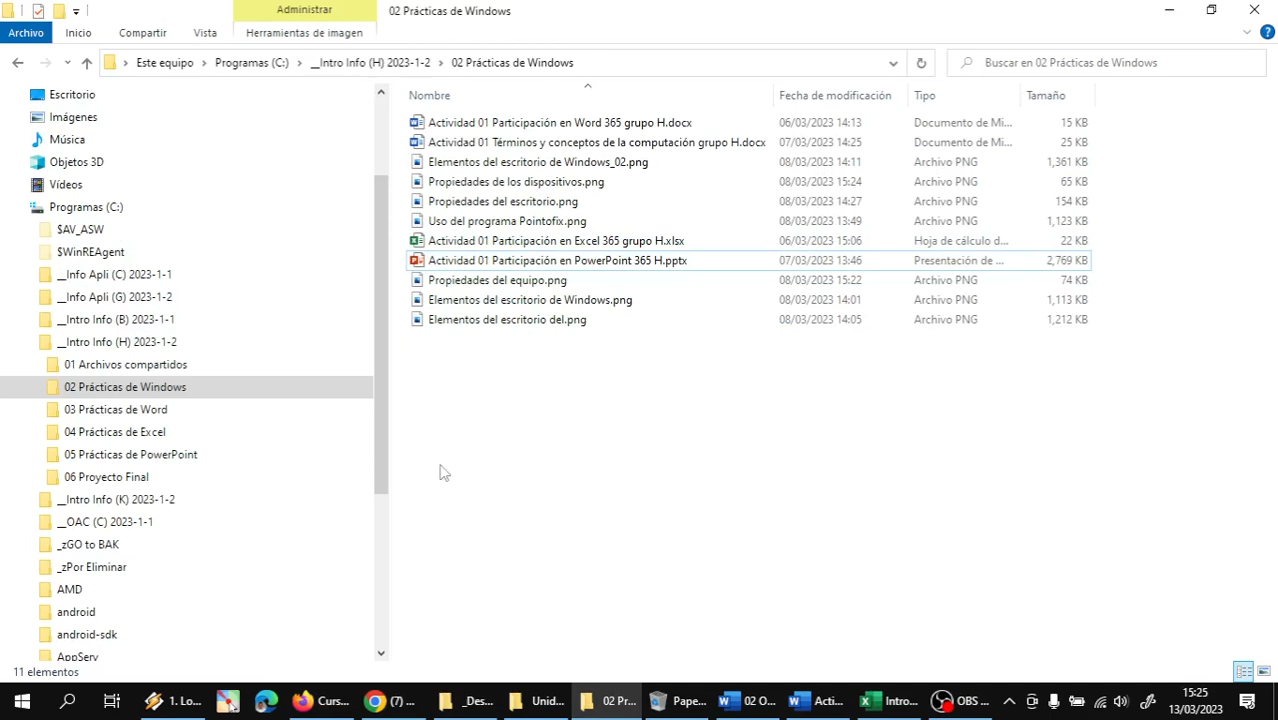 Administrar
02 Prácticas de Windows
Archivo
Inicio
Compartir
Vista
Herramientas de imagen
Este equipo > Programas (C:) > __Intro Info (H) 2023-1-2 > 02 Prácticas de Windows
Buscar en 02 Prácticas de Windows
Escritorio
Imágenes
Música
Objetos 3D
Vídeos
Programas (C:)
$AV_ASW
$WinREAgent
__Info Apli (C) 2023-1-1
__Info Apli (G) 2023-1-2
__Intro Info (B) 2023-1-1
__Intro Info (H) 2023-1-2
01 Archivos compartidos
02 Prácticas de Windows
03 Prácticas de Word
04 Prácticas de Excel
05 Prácticas de PowerPoint
06 Proyecto Final
__Intro Info (K) 2023-1-2
__OAC (C) 2023-1-1
_zGO to BAK
_zPor Eliminar
AMD
android
android-sdk
AppServ
Nombre Fecha de modificación Tipo Tamaño
Actividad 01 Participación en Word 365 grupo H.docx 06/03/2023 14:13 Documento de Mi... 15 KB
Actividad 01 Términos y conceptos de la computación grupo H.docx 07/03/2023 14:25 Documento de Mi... 25 KB
Elementos del escritorio de Windows_02.png 08/03/2023 14:11 Archivo PNG 1,361 KB
Propiedades de los dispositivos.png 08/03/2023 15:24 Archivo PNG 65 KB
Propiedades de escritorio.png 08/03/2023 14:27 Archivo PNG 154 KB
Uso del programa Pointofix.png 08/03/2023 13:49 Archivo PNG 1,123 KB
Actividad 01 Participación en Excel 365 grupo H.xlsx 06/03/2023 15:06 Hoja de cálculo d... 22 KB
Actividad 01 Participación en PowerPoint 365 H.pptx 07/03/2023 13:46 Presentación de ... 2,769 KB
Propiedades del equipo.png 08/03/2023 15:22 Archivo PNG 74 KB
Elementos del escritorio de Windows.png 08/03/2023 14:01 Archivo PNG 1,113 KB
Elementos del escritorio del.png 08/03/2023 14:05 Archivo PNG 1,212 KB
11 elementos
1. Lo...
Curs...
(7) ...
_Des...
Unid...
02 Pr...
Pape...
02 O...
Acti...
Intro...
OBS ...
15:25
13/03/2023